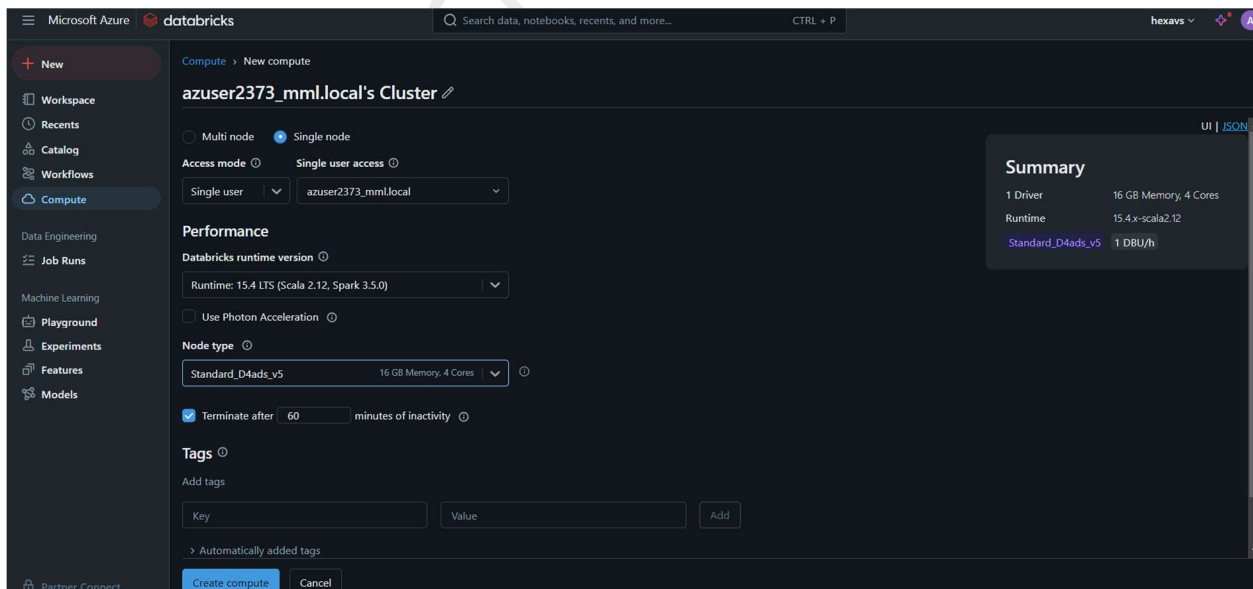 Microsoft Azure databricks Search data, notebooks, recents, and more... CTRL + P hexavs A
New
Workspace
Recents
Catalog
Workflows
Compute
Data Engineering
Job Runs
Machine Learning
Playground
Experiments
Features
Models
Partner Connect
Compute > New compute
azuser2373_mml.local's Cluster
UI | JSON
Multi node Single node
Access mode Single user access
Single user azuser2373_mml.local
Performance
Databricks runtime version
Runtime: 15.4 LTS (Scala 2.12, Spark 3.5.0)
Use Photon Acceleration
Node type
Standard_D4ads_v5 16 GB Memory, 4 Cores
Terminate after 60 minutes of inactivity
Tags
Add tags
Key Value Add
> Automatically added tags
Create compute Cancel
Summary
1 Driver 16 GB Memory, 4 Cores
Runtime 15.4.x-scala2.12
Standard_D4ads_v5 1 DBU/h